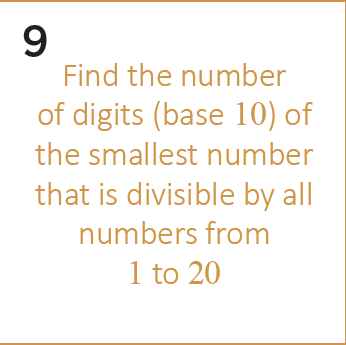 9
Find the number
of digits (base 10) of
the smallest number
that is divisible by all
numbers from
1 to 20